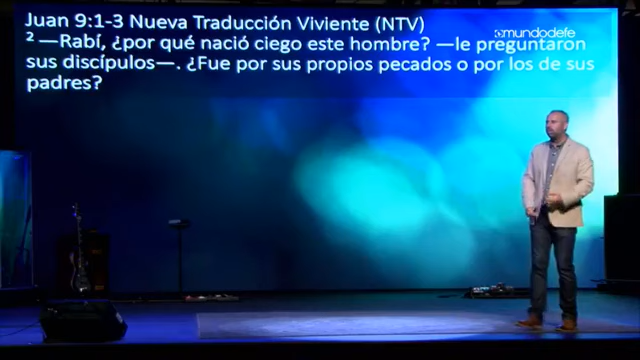 Juan 9:1-3 Nueva Traducción Viviente (NTV)
mundodefe
² —Rabí, ¿por qué nació ciego este hombre? —le preguntaron
sus discípulos—. ¿Fue por sus propios pecados o por los de sus
padres?